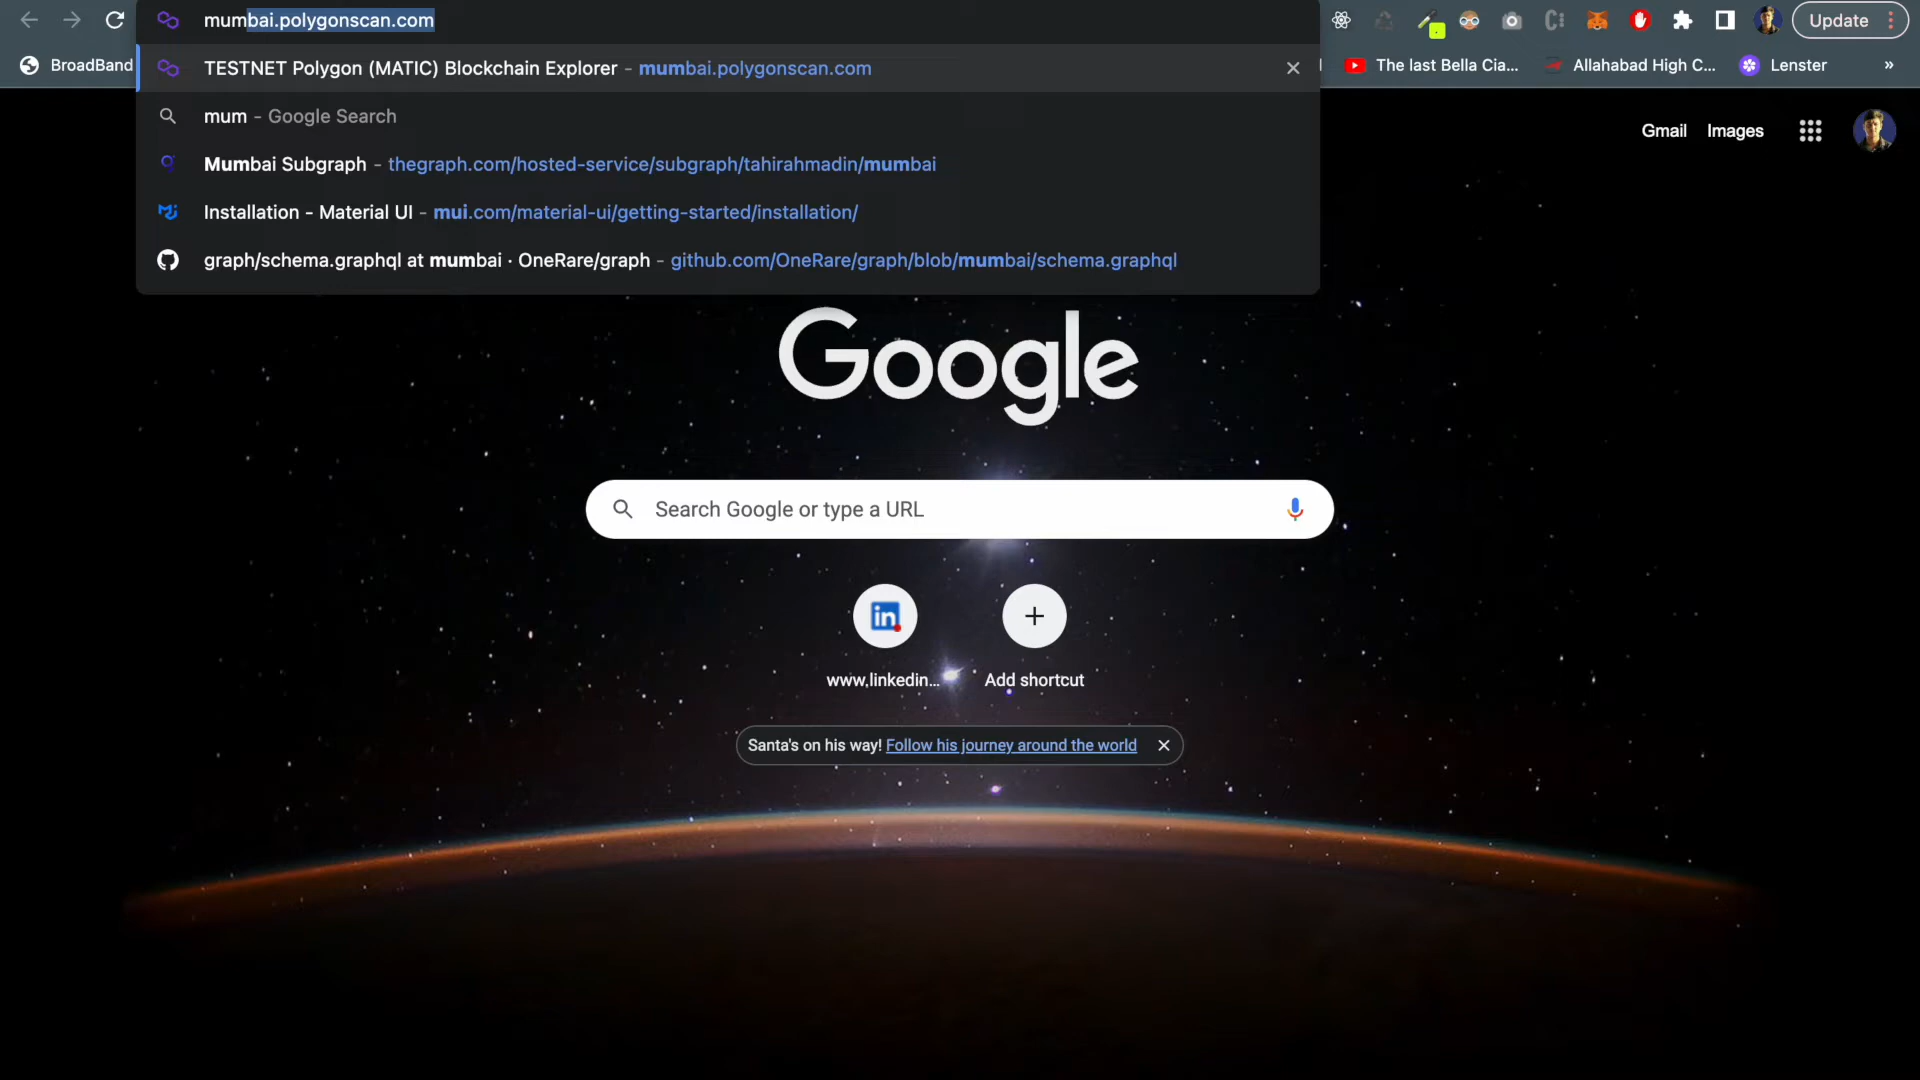 mumbai.polygonscan.com
Update
TESTNET Polygon (MATIC) Blockchain Explorer - mumbai.polygonscan.com
mum - Google Search
Mumbai Subgraph - thegraph.com/hosted-service/subgraph/tahirahmadin/mumbai
Installation - Material UI - mui.com/material-ui/getting-started/installation/
graph/schema.graphql at mumbai · OneRare/graph - github.com/OneRare/graph/blob/mumbai/schema.graphql
BroadBand
The last Bella Cia...
Allahabad High C...
Lenster
»
Gmail
Images
Google
Search Google or type a URL
in
www.linkedin...
Add shortcut
Santa's on his way! Follow his journey around the world